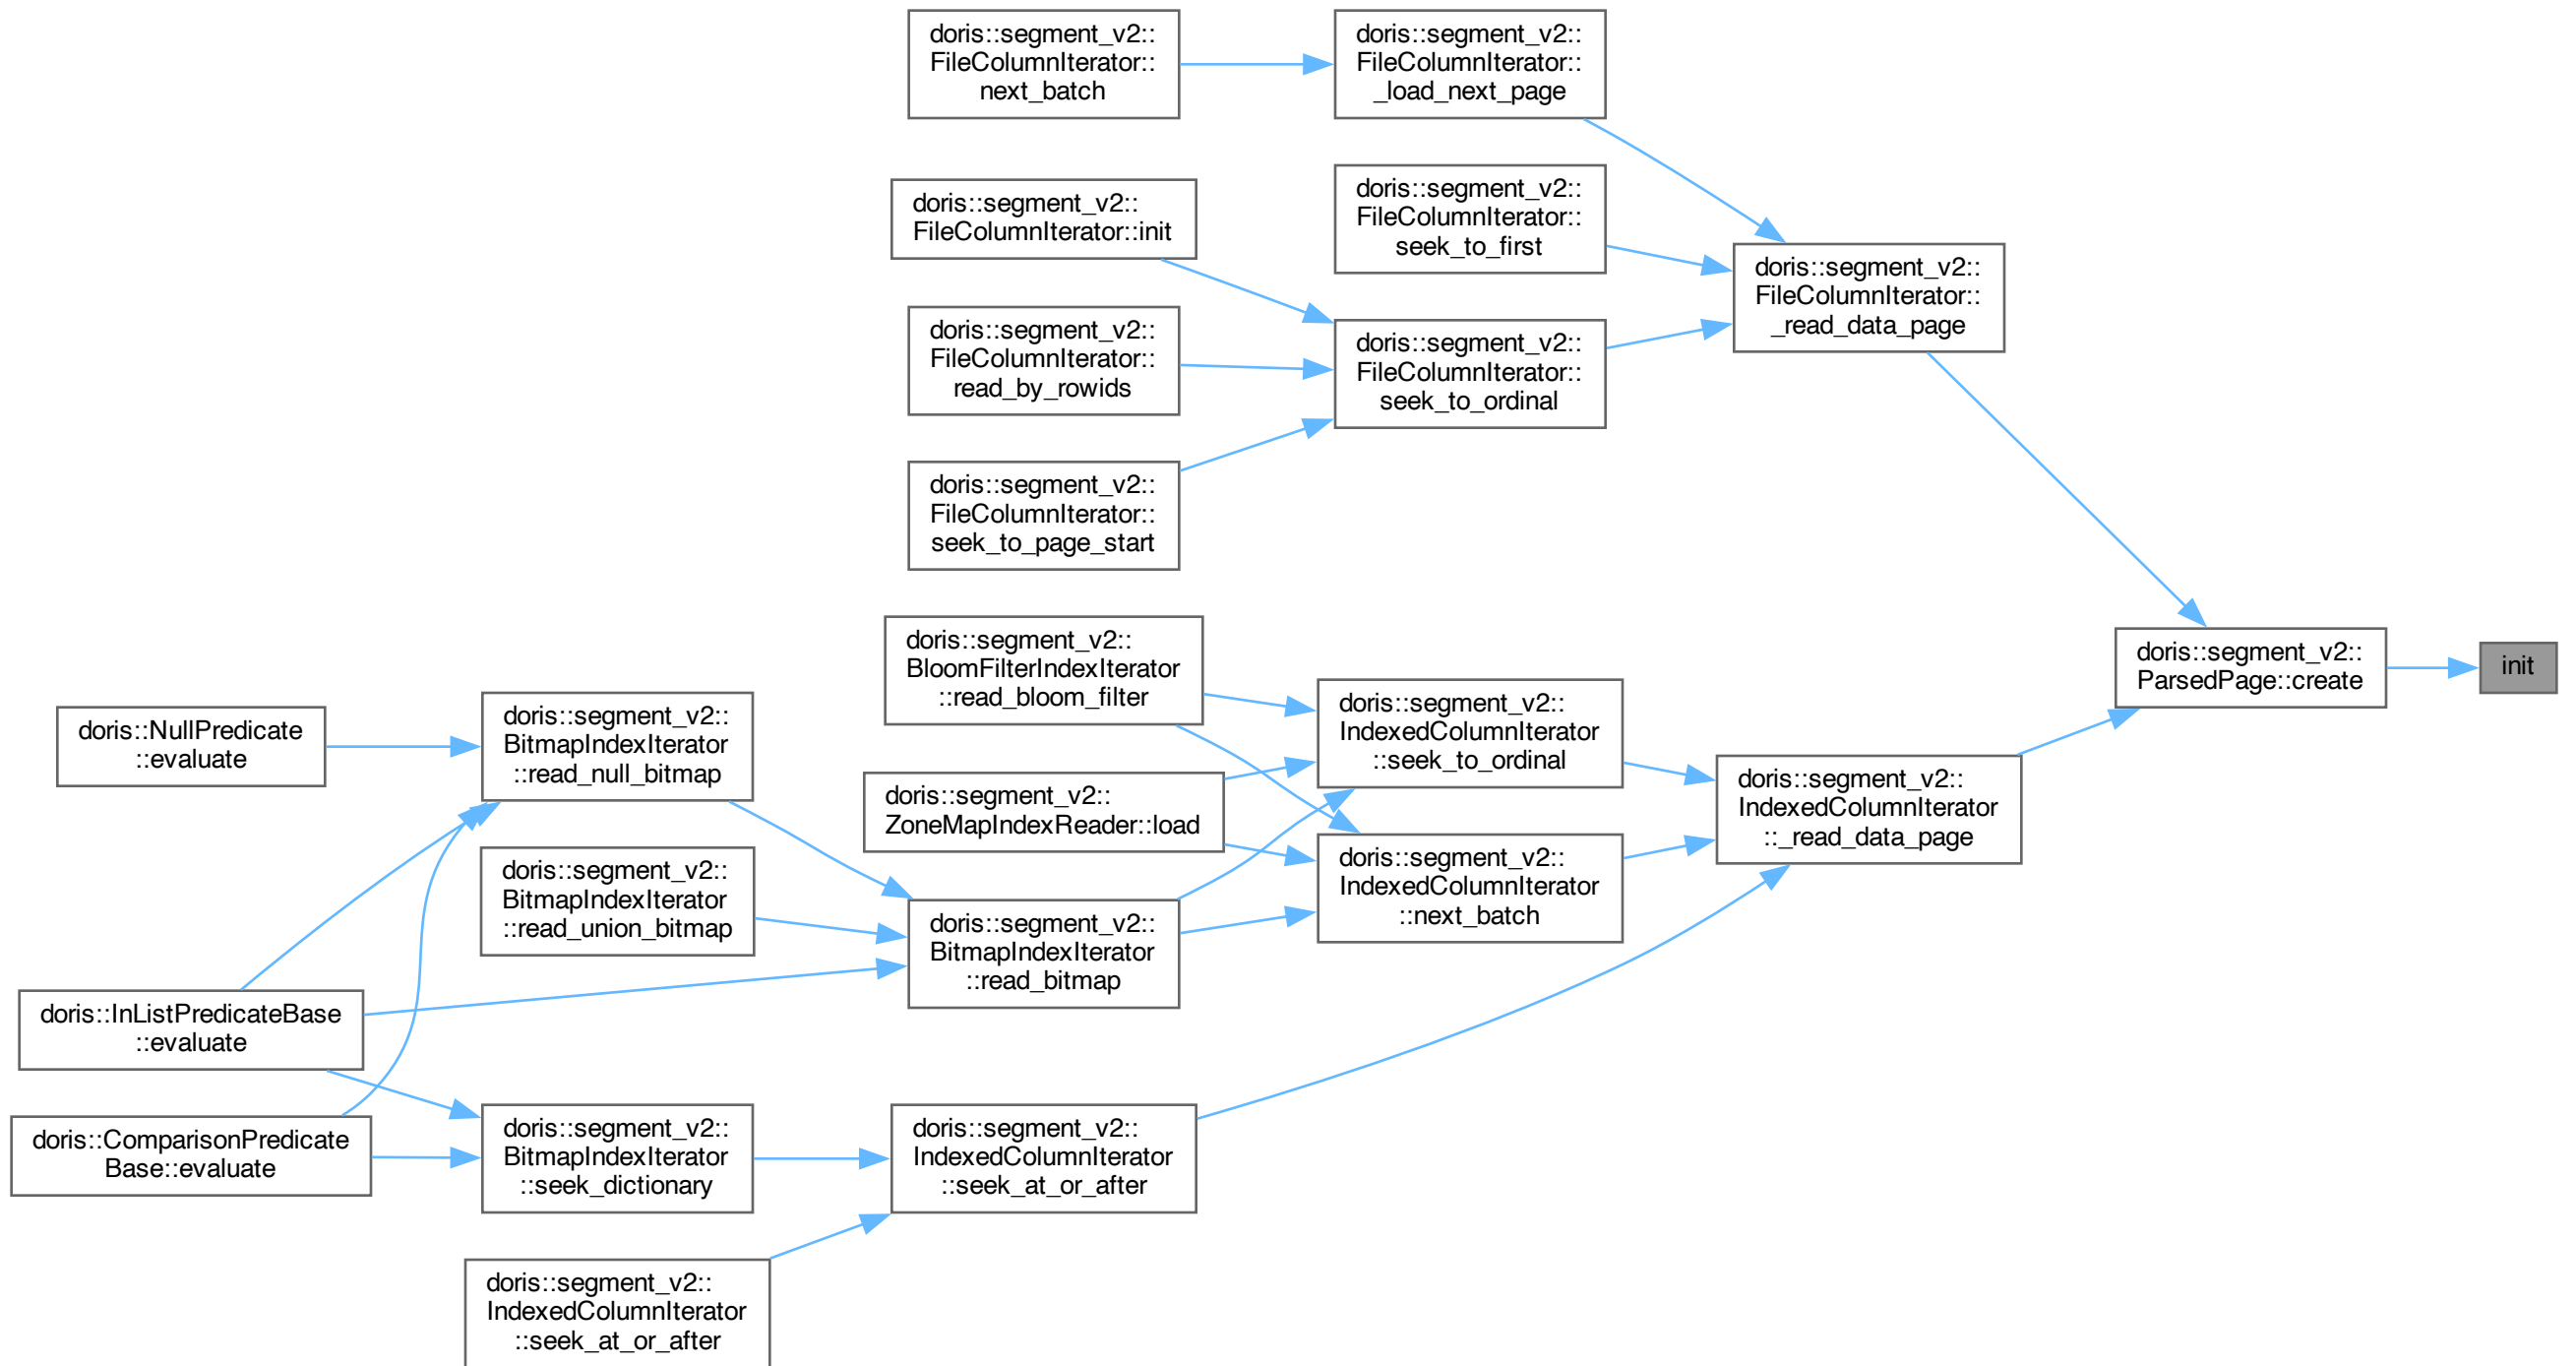 doris::segment_v2::
FileColumnIterator::
next_batch
doris::segment_v2::
FileColumnIterator::
_load_next_page
doris::segment_v2::
FileColumnIterator::init
doris::segment_v2::
FileColumnIterator::
seek_to_first
doris::segment_v2::
FileColumnIterator::
_read_data_page
doris::segment_v2::
FileColumnIterator::
read_by_rowids
doris::segment_v2::
FileColumnIterator::
seek_to_ordinal
doris::segment_v2::
FileColumnIterator::
seek_to_page_start
doris::segment_v2::
BloomFilterIndexIterator
::read_bloom_filter
doris::segment_v2::
ParsedPage::create
init
doris::NullPredicate
::evaluate
doris::segment_v2::
BitmapIndexIterator
::read_null_bitmap
doris::segment_v2::
IndexedColumnIterator
::seek_to_ordinal
doris::segment_v2::
ZoneMapIndexReader::load
doris::segment_v2::
IndexedColumnIterator
::_read_data_page
doris::segment_v2::
BitmapIndexIterator
::read_union_bitmap
doris::segment_v2::
IndexedColumnIterator
::next_batch
doris::segment_v2::
BitmapIndexIterator
::read_bitmap
doris::InListPredicateBase
::evaluate
doris::ComparisonPredicate
Base::evaluate
doris::segment_v2::
BitmapIndexIterator
::seek_dictionary
doris::segment_v2::
IndexedColumnIterator
::seek_at_or_after
doris::segment_v2::
IndexedColumnIterator
::seek_at_or_after